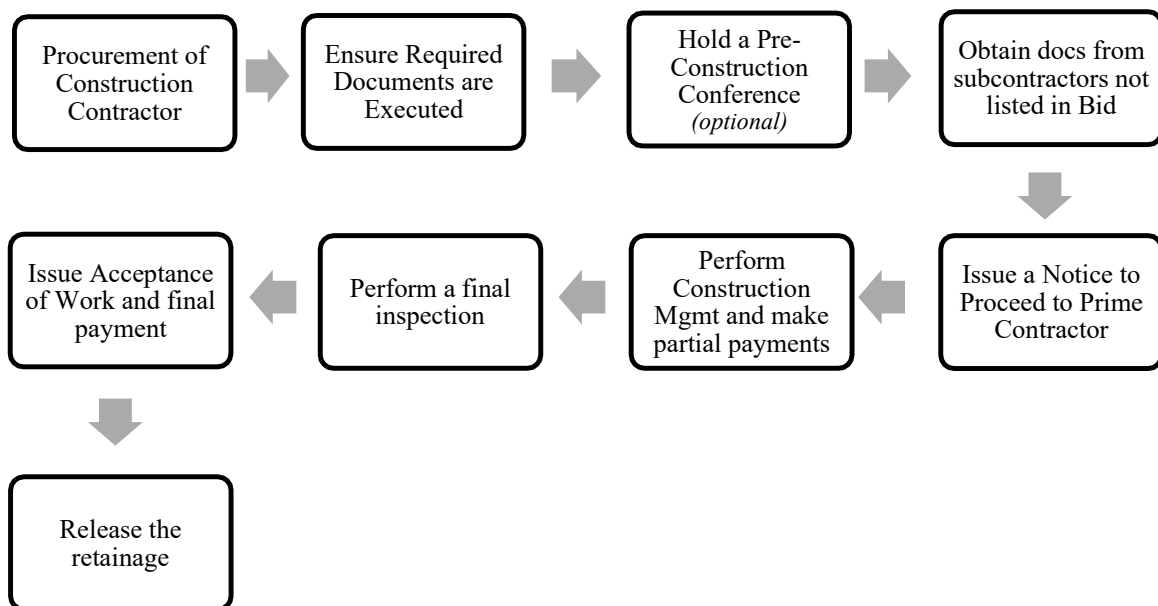 Procurement of
Construction
Contractor
Ensure Required
Documents are
Executed
Hold a Pre-
Construction
Conference
(optional)
Obtain docs from
subcontractors not
listed in Bid
Issue a Notice to
Proceed to Prime
Contractor
Perform
Construction
Mgmt and make
partial payments
Perform a final
inspection
Issue Acceptance
of Work and final
payment
Release the
retainage